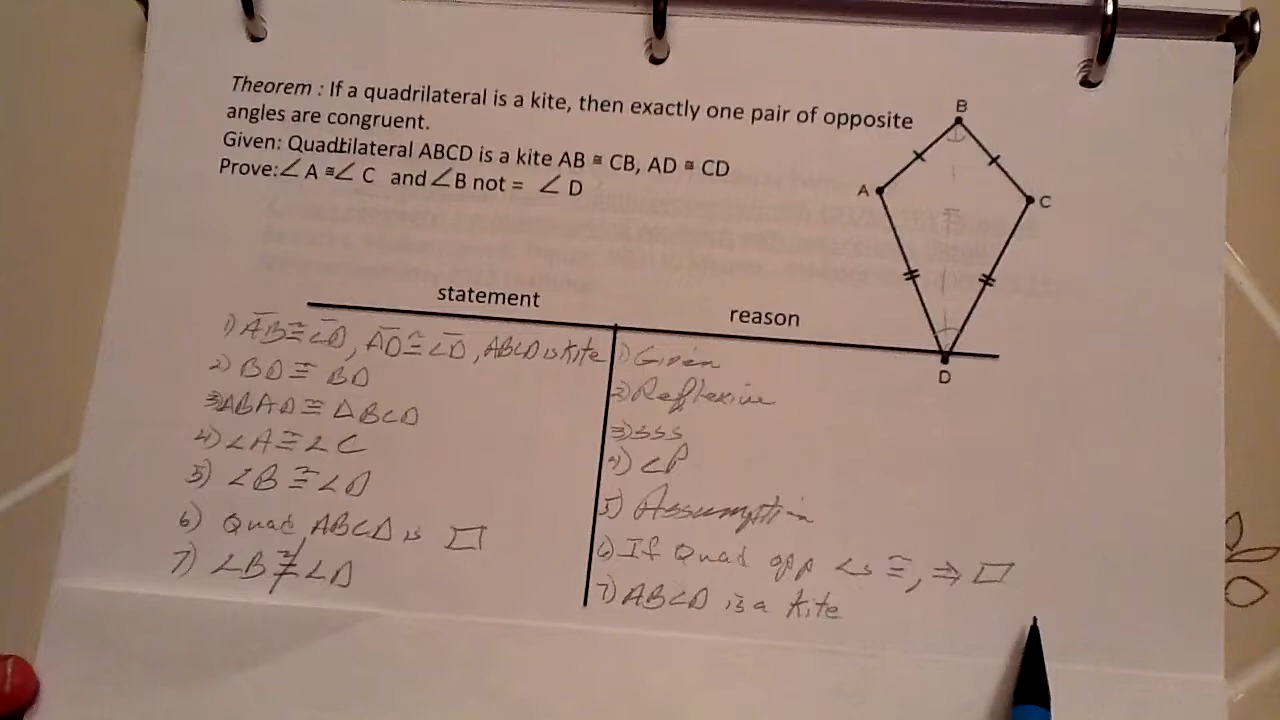 Theorem : If a quadrilateral is a kite, then exactly one pair of opposite
angles are congruent.
Given: Quadtilateral ABCD is a kite AB ≅ CB, AD ≅ CD
Prove:∠ A ≅∠ C and ∠B not = ∠ D
B
A
C
D
statement
reason
1) AB ≅ CD, AD ≅ CD, ABCD is kite
1) Given
2) BD ≅ BD
2) Reflexive
3) ΔBAD ≅ ΔBCD
3) SSS
4) ∠A ≅ ∠C
4) CP
5) ∠B ≅ ∠D
5) Assumption
6) Quad ABCD is ▱
6) If Quad opp ∠s ≅, ⇒ ▱
7) ∠B ≇ ∠D
7) ABCD is a kite